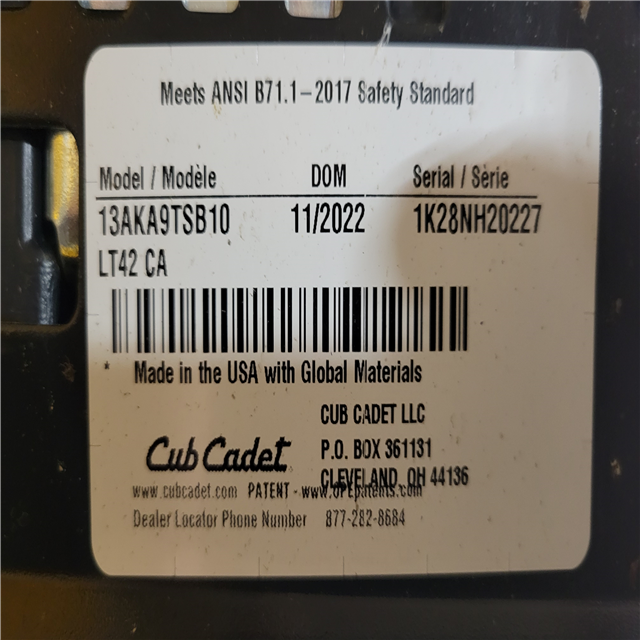 Meets ANSI B71.1-2017 Safety Standard
Model / Modèle DOM Serial / Série
13AKA9TSB10 11/2022 1K28NH20227
LT42 CA
* Made in the USA with Global Materials
CUB CADET LLC
Cub Cadet P.O. BOX 361131
CLEVELAND, OH 44136
www.cubcadet.com PATENT - www.OPEpatents.com
Dealer Locator Phone Number 877-282-8684